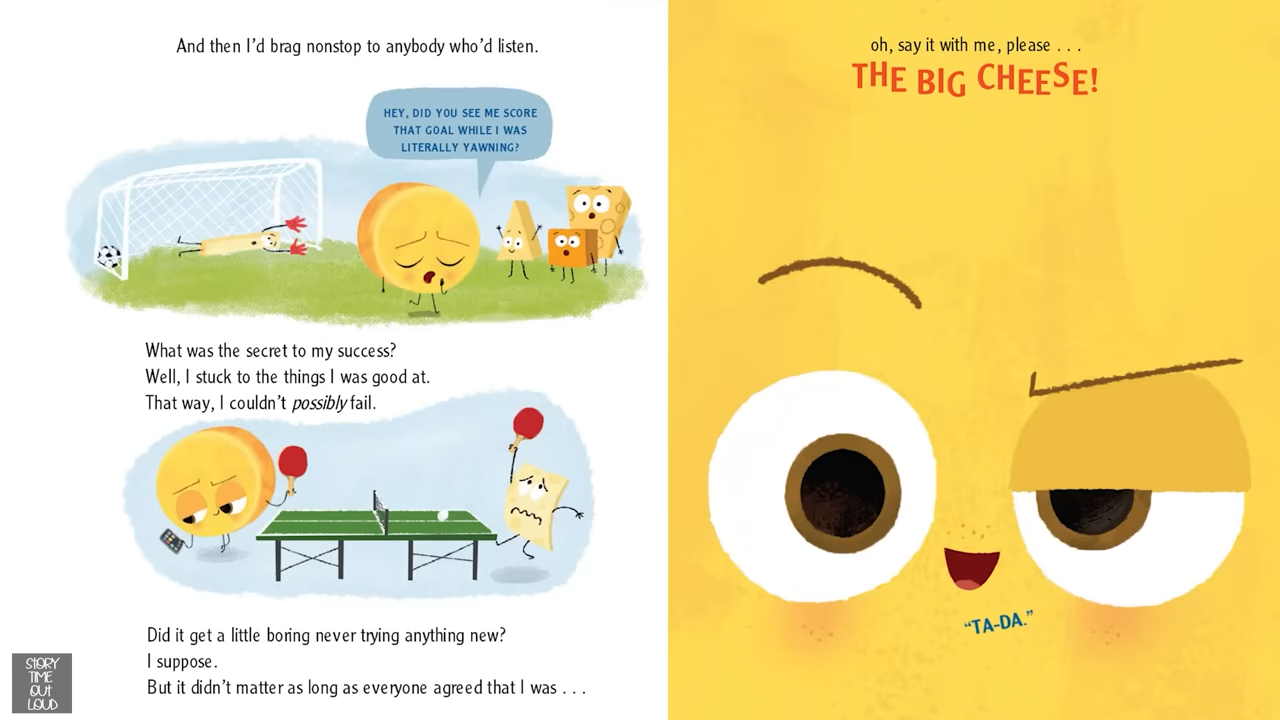 And then I'd brag nonstop to anybody who'd listen.
HEY, DID YOU SEE ME SCORE
THAT GOAL WHILE I WAS
LITERALLY YAWNING?
What was the secret to my success?
Well, I stuck to the things I was good at.
That way, I couldn't possibly fail.
Did it get a little boring never trying anything new?
I suppose.
But it didn't matter as long as everyone agreed that I was . . .
STORY
TIME
OUT
LOUD
oh, say it with me, please . . .
THE BIG CHEESE!
“TA-DA.”